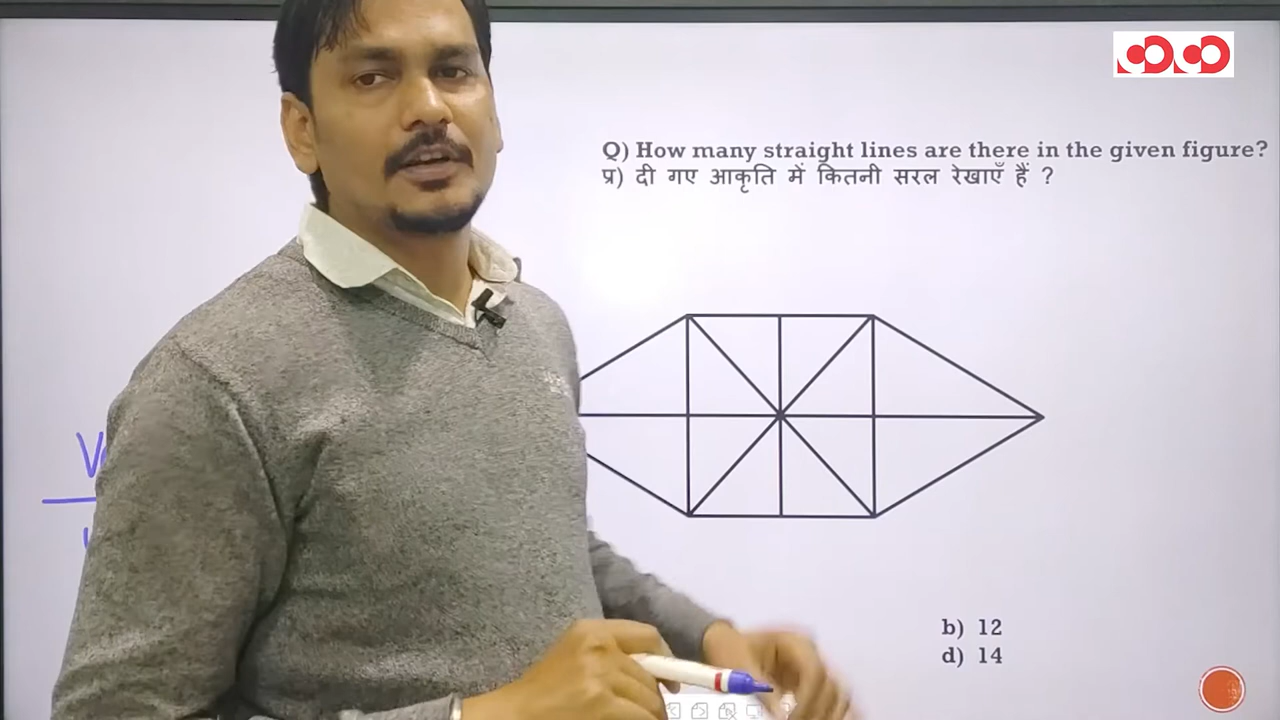 Q) How many straight lines are there in the given figure?
प्र) दी गए आकृति में कितनी सरल रेखाएँ हैं ?
b) 12
d) 14